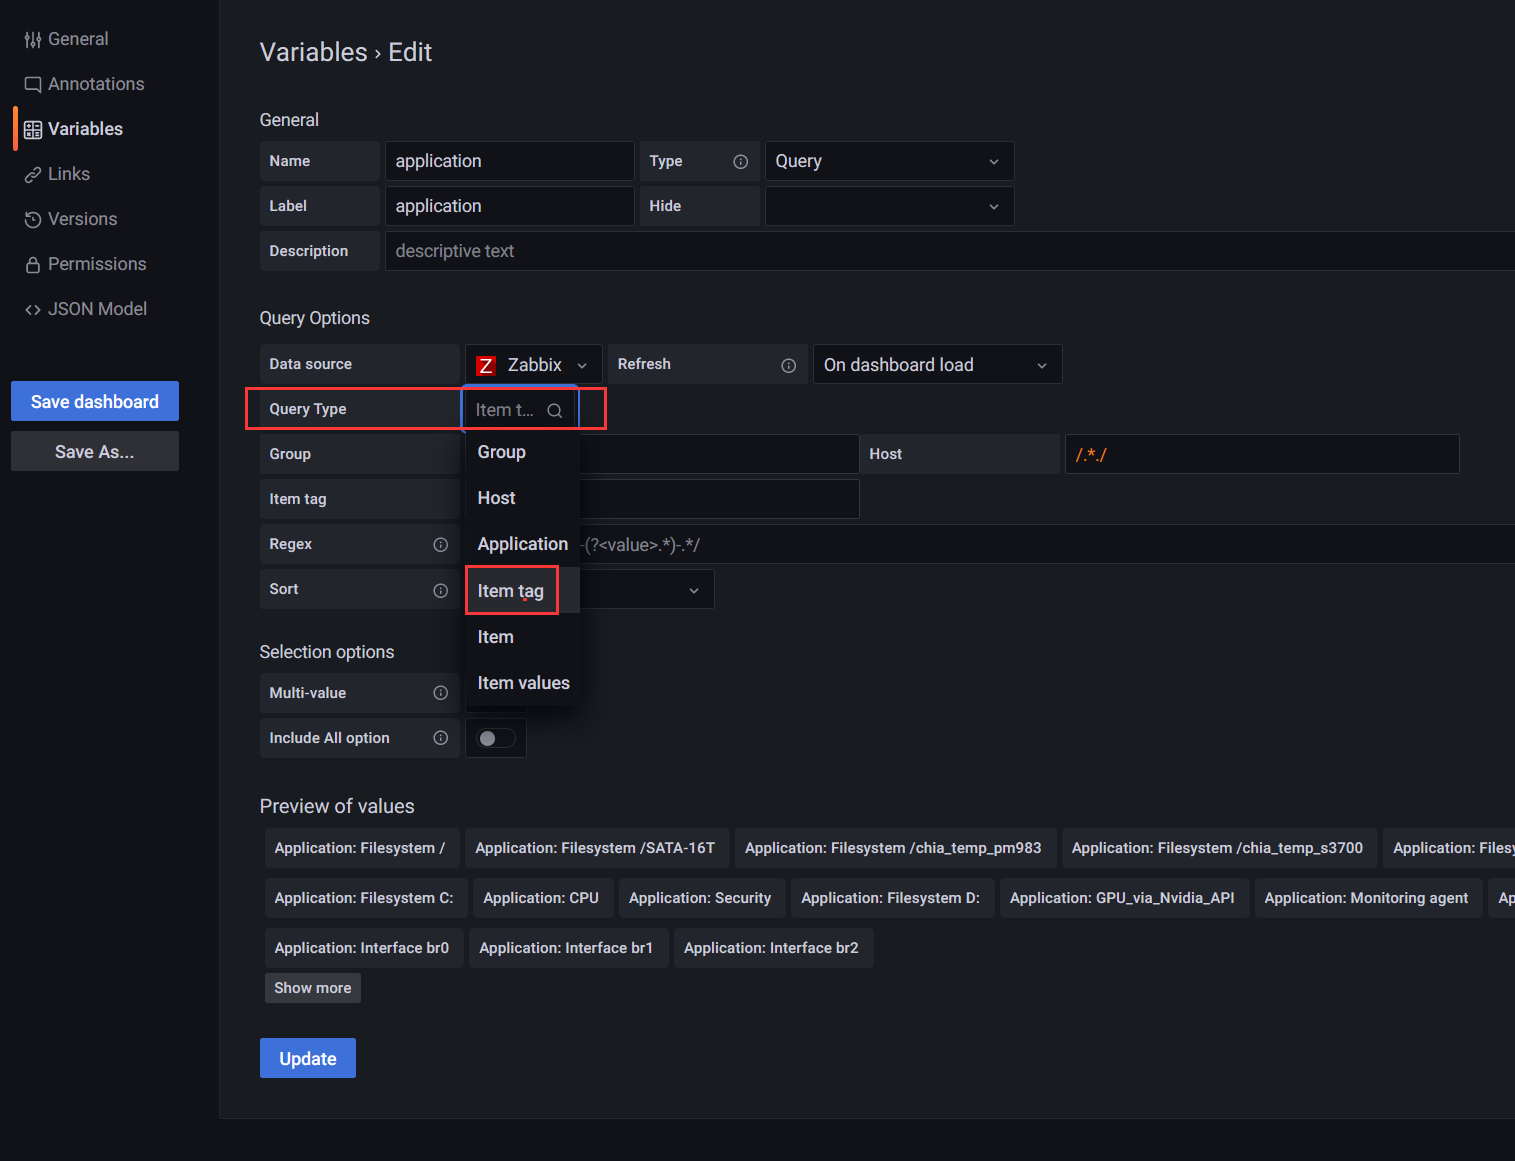 General
Annotations
Variables
Links
Versions
Permissions
JSON Model
Save dashboard
Save As...
Variables › Edit
General
Name application Type Query
Label application Hide
Description descriptive text
Query Options
Data source Z Zabbix Refresh On dashboard load
Query Type Item t...
Group Host /.*./
Item tag
Regex -(?<value>.*)-.*/
Sort
Group
Host
Application
Item tag
Item
Item values
Selection options
Multi-value
Include All option
Preview of values
Application: Filesystem / Application: Filesystem /SATA-16T Application: Filesystem /chia_temp_pm983 Application: Filesystem /chia_temp_s3700 Application: Filesy
Application: Filesystem C: Application: CPU Application: Security Application: Filesystem D: Application: GPU_via_Nvidia_API Application: Monitoring agent Ap
Application: Interface br0 Application: Interface br1 Application: Interface br2
Show more
Update